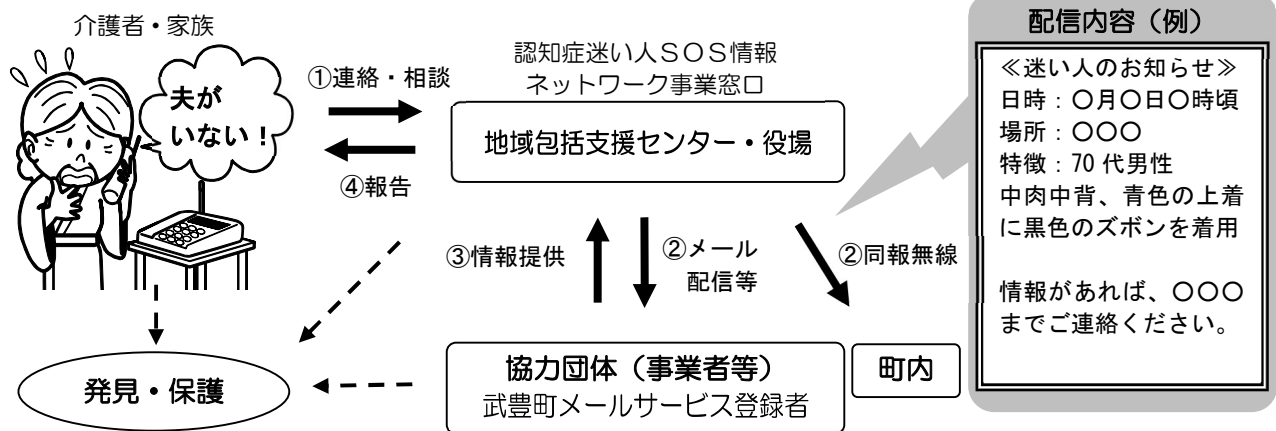 介護者・家族
夫が
いない!
①連絡・相談
④報告
認知症迷い人SOS情報
ネットワーク事業窓口
地域包括支援センター・役場
③情報提供
②メール
配信等
②同報無線
発見・保護
協力団体(事業者等)
武豊町メールサービス登録者
町内
配信内容(例)
≪迷い人のお知らせ≫
日時:〇月〇日〇時頃
場所:〇〇〇
特徴:70代男性
中肉中背、青色の上着
に黒色のズボンを着用
情報があれば、〇〇〇
までご連絡ください。